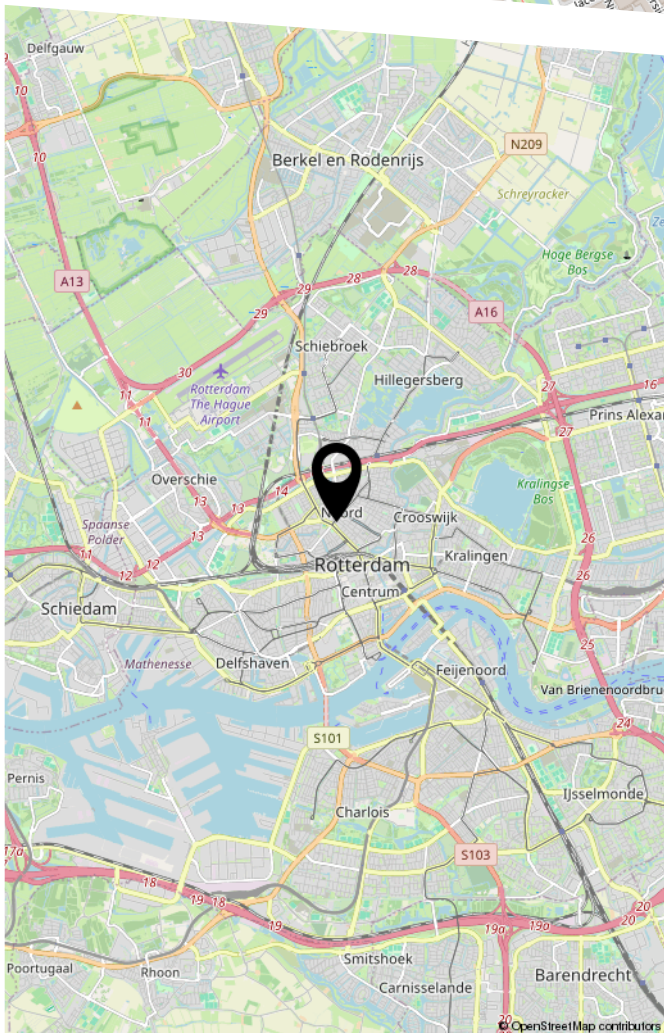 Delfgauw
10
10
Berkel en Rodenrijs
N209
Schreyracker
Hoge Bergse
Bos
A13
29
28
28
29
A16
Schiebroek
30
Hillegersberg
Rotterdam
The Hague
Airport
11
11
27
16
Prins Alexa
27
Overschie
14
13
13
13
Kralingse
Bos
Noord
Crooswijk
Spaanse
Polder
11
12
12
Kralingen
26
Rotterdam
Centrum
26
Schiedam
25
Mathenesse
Delfshaven
Feijenoord
Van Brienenoordbru
24
S101
Pernis
IJsselmonde
Charlois
17a
S103
18
19
18
19
19a
19a
20
20
Smitshoek
Poortugaal
Rhoon
Carnisselande
Barendrecht
20
© OpenStreetMap contributors